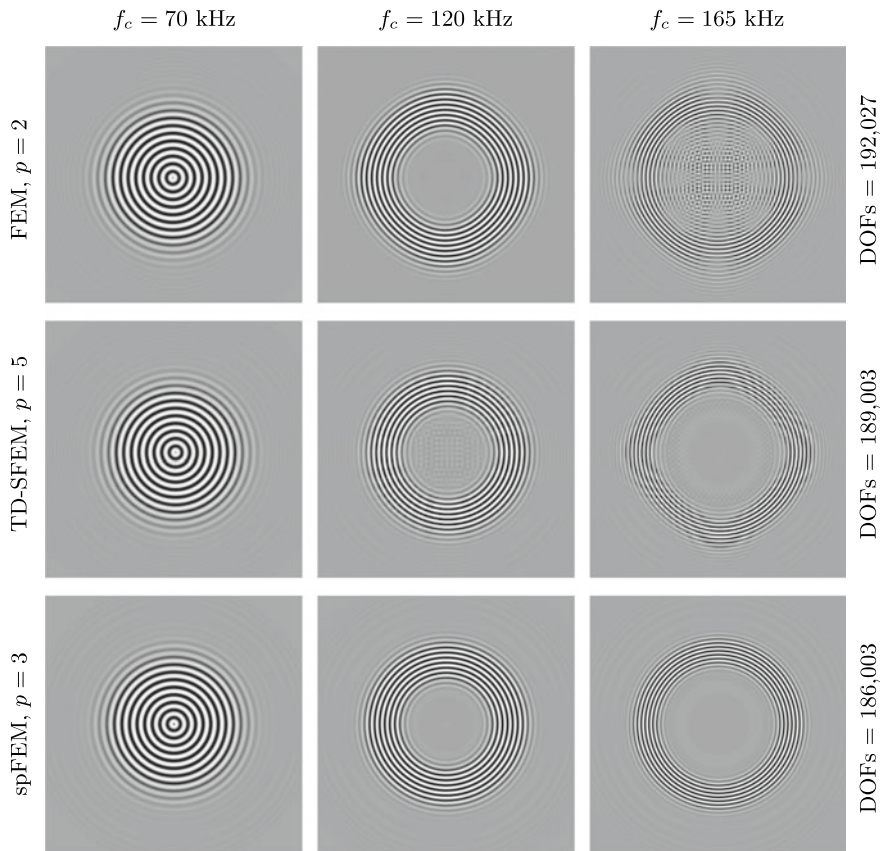 f_c = 70 kHz
f_c = 120 kHz
f_c = 165 kHz
FEM, p = 2
DOFs = 192,027
TD-SFEM, p = 5
DOFs = 189,003
spFEM, p = 3
DOFs = 186,003